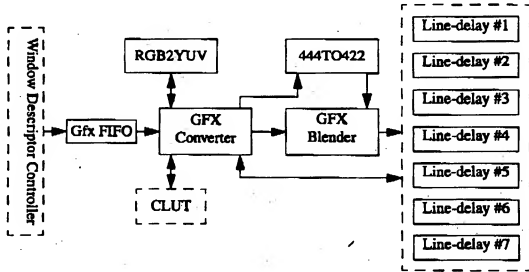 Window Descriptor Controller
Gfx FIFO
RGB2YUV
GFX
Converter
CLUT
444TO422
GFX
Blender
Line-delay #1
Line-delay #2
Line-delay #3
Line-delay #4
Line-delay #5
Line-delay #6
Line-delay #7